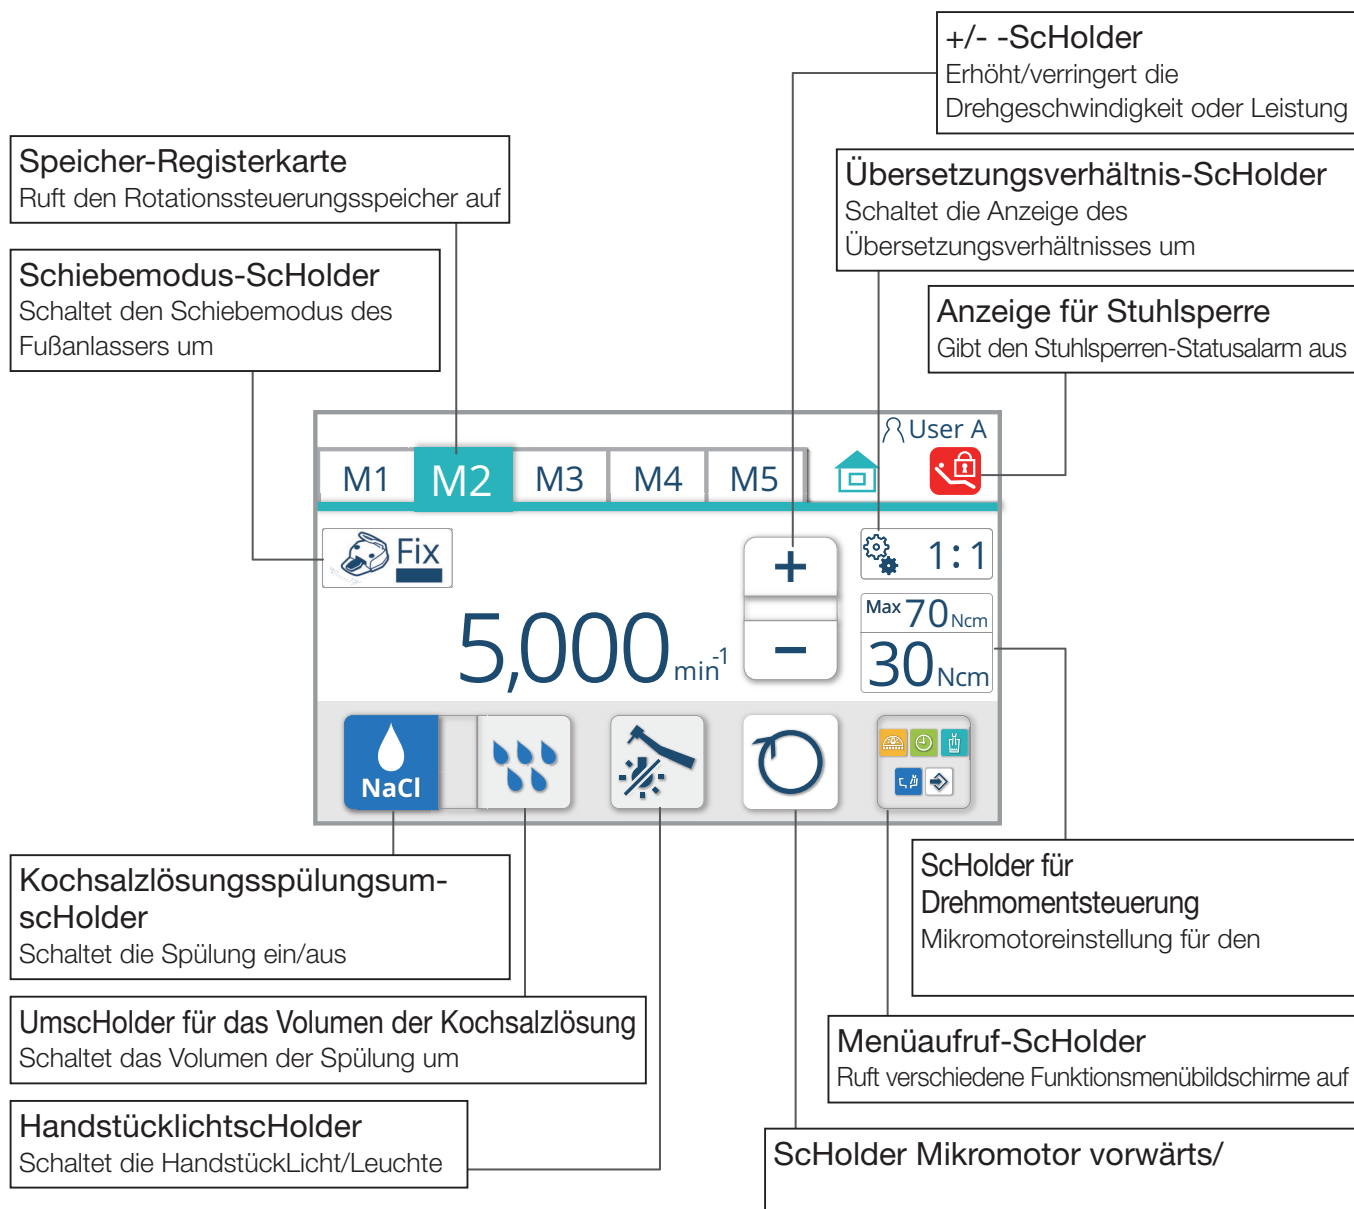 +/- -ScHolder
Erhöht/verringert die
Drehgeschwindigkeit oder Leistung
Speicher-Registerkarte
Ruft den Rotationssteuerungsspeicher auf
Übersetzungsverhältnis-ScHolder
Schaltet die Anzeige des
Übersetzungsverhältnisses um
Schiebemodus-ScHolder
Schaltet den Schiebemodus des
Fußanlassers um
Anzeige für Stuhlsperre
Gibt den Stuhlsperren-Statusalarm aus
User A
M1 M2 M3 M4 M5
Fix
+
1:1
5,000 min-1
−
Max 70 Ncm
30 Ncm
NaCl
Kochsalzlösungsspülungsum-
scHolder
Schaltet die Spülung ein/aus
ScHolder für
Drehmomentsteuerung
Mikromotoreinstellung für den
UmscHolder für das Volumen der Kochsalzlösung
Schaltet das Volumen der Spülung um
Menüaufruf-ScHolder
Ruft verschiedene Funktionsmenübildschirme auf
HandstücklichtscHolder
Schaltet die HandstückLicht/Leuchte
ScHolder Mikromotor vorwärts/